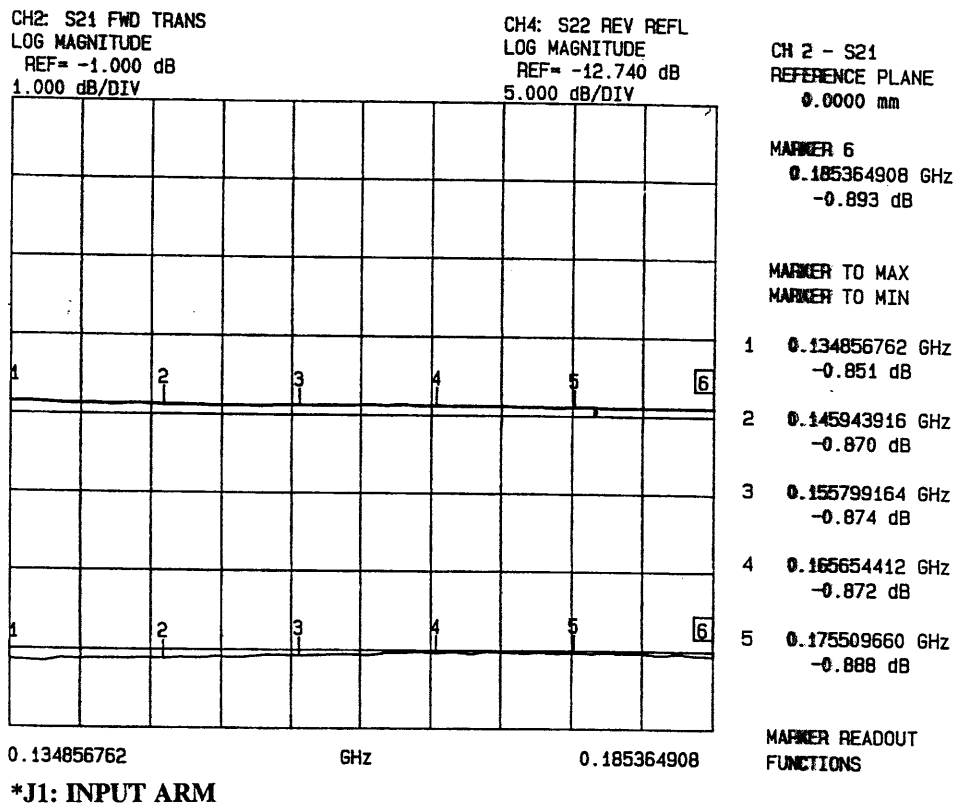 CH2: S21 FWD TRANS
LOG MAGNITUDE
REF= -1.000 dB
1.000 dB/DIV
CH4: S22 REV REFL
LOG MAGNITUDE
REF= -12.740 dB
5.000 dB/DIV
CH 2 - S21
REFERENCE PLANE
0.0000 mm
MARKER 6
0.185364908 GHz
-0.893 dB
MARKER TO MAX
MARKER TO MIN
1 0.134856762 GHz
-0.851 dB
2 0.145943916 GHz
-0.870 dB
3 0.155799164 GHz
-0.874 dB
4 0.165654412 GHz
-0.872 dB
5 0.175509660 GHz
-0.888 dB
MARKER READOUT
FUNCTIONS
1 2 3 4 5 6
1 2 3 4 5 6
0.134856762 GHz 0.185364908
*J1: INPUT ARM